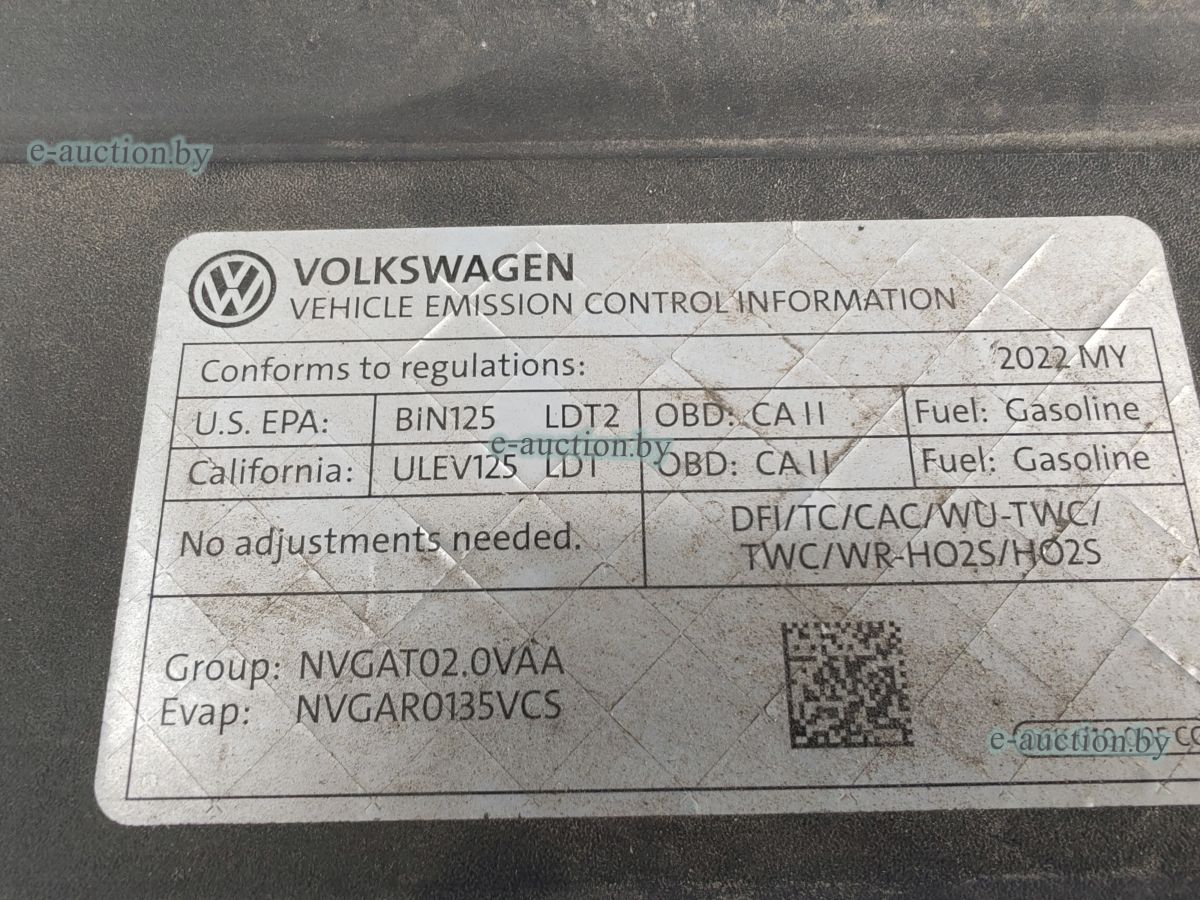 e-auction.by
VOLKSWAGEN
VEHICLE EMISSION CONTROL INFORMATION
Conforms to regulations: 2022 MY
U.S. EPA: BiN125 LDT2 OBD: CA II Fuel: Gasoline
e-auction.by
California: ULEV125 LDT OBD: CA II Fuel: Gasoline
No adjustments needed.
DFI/TC/CAC/WU-TWC/
TWC/WR-HO2S/HO2S
Group: NVGAT02.0VAA
Evap: NVGAR0135VCS
e-auction.by